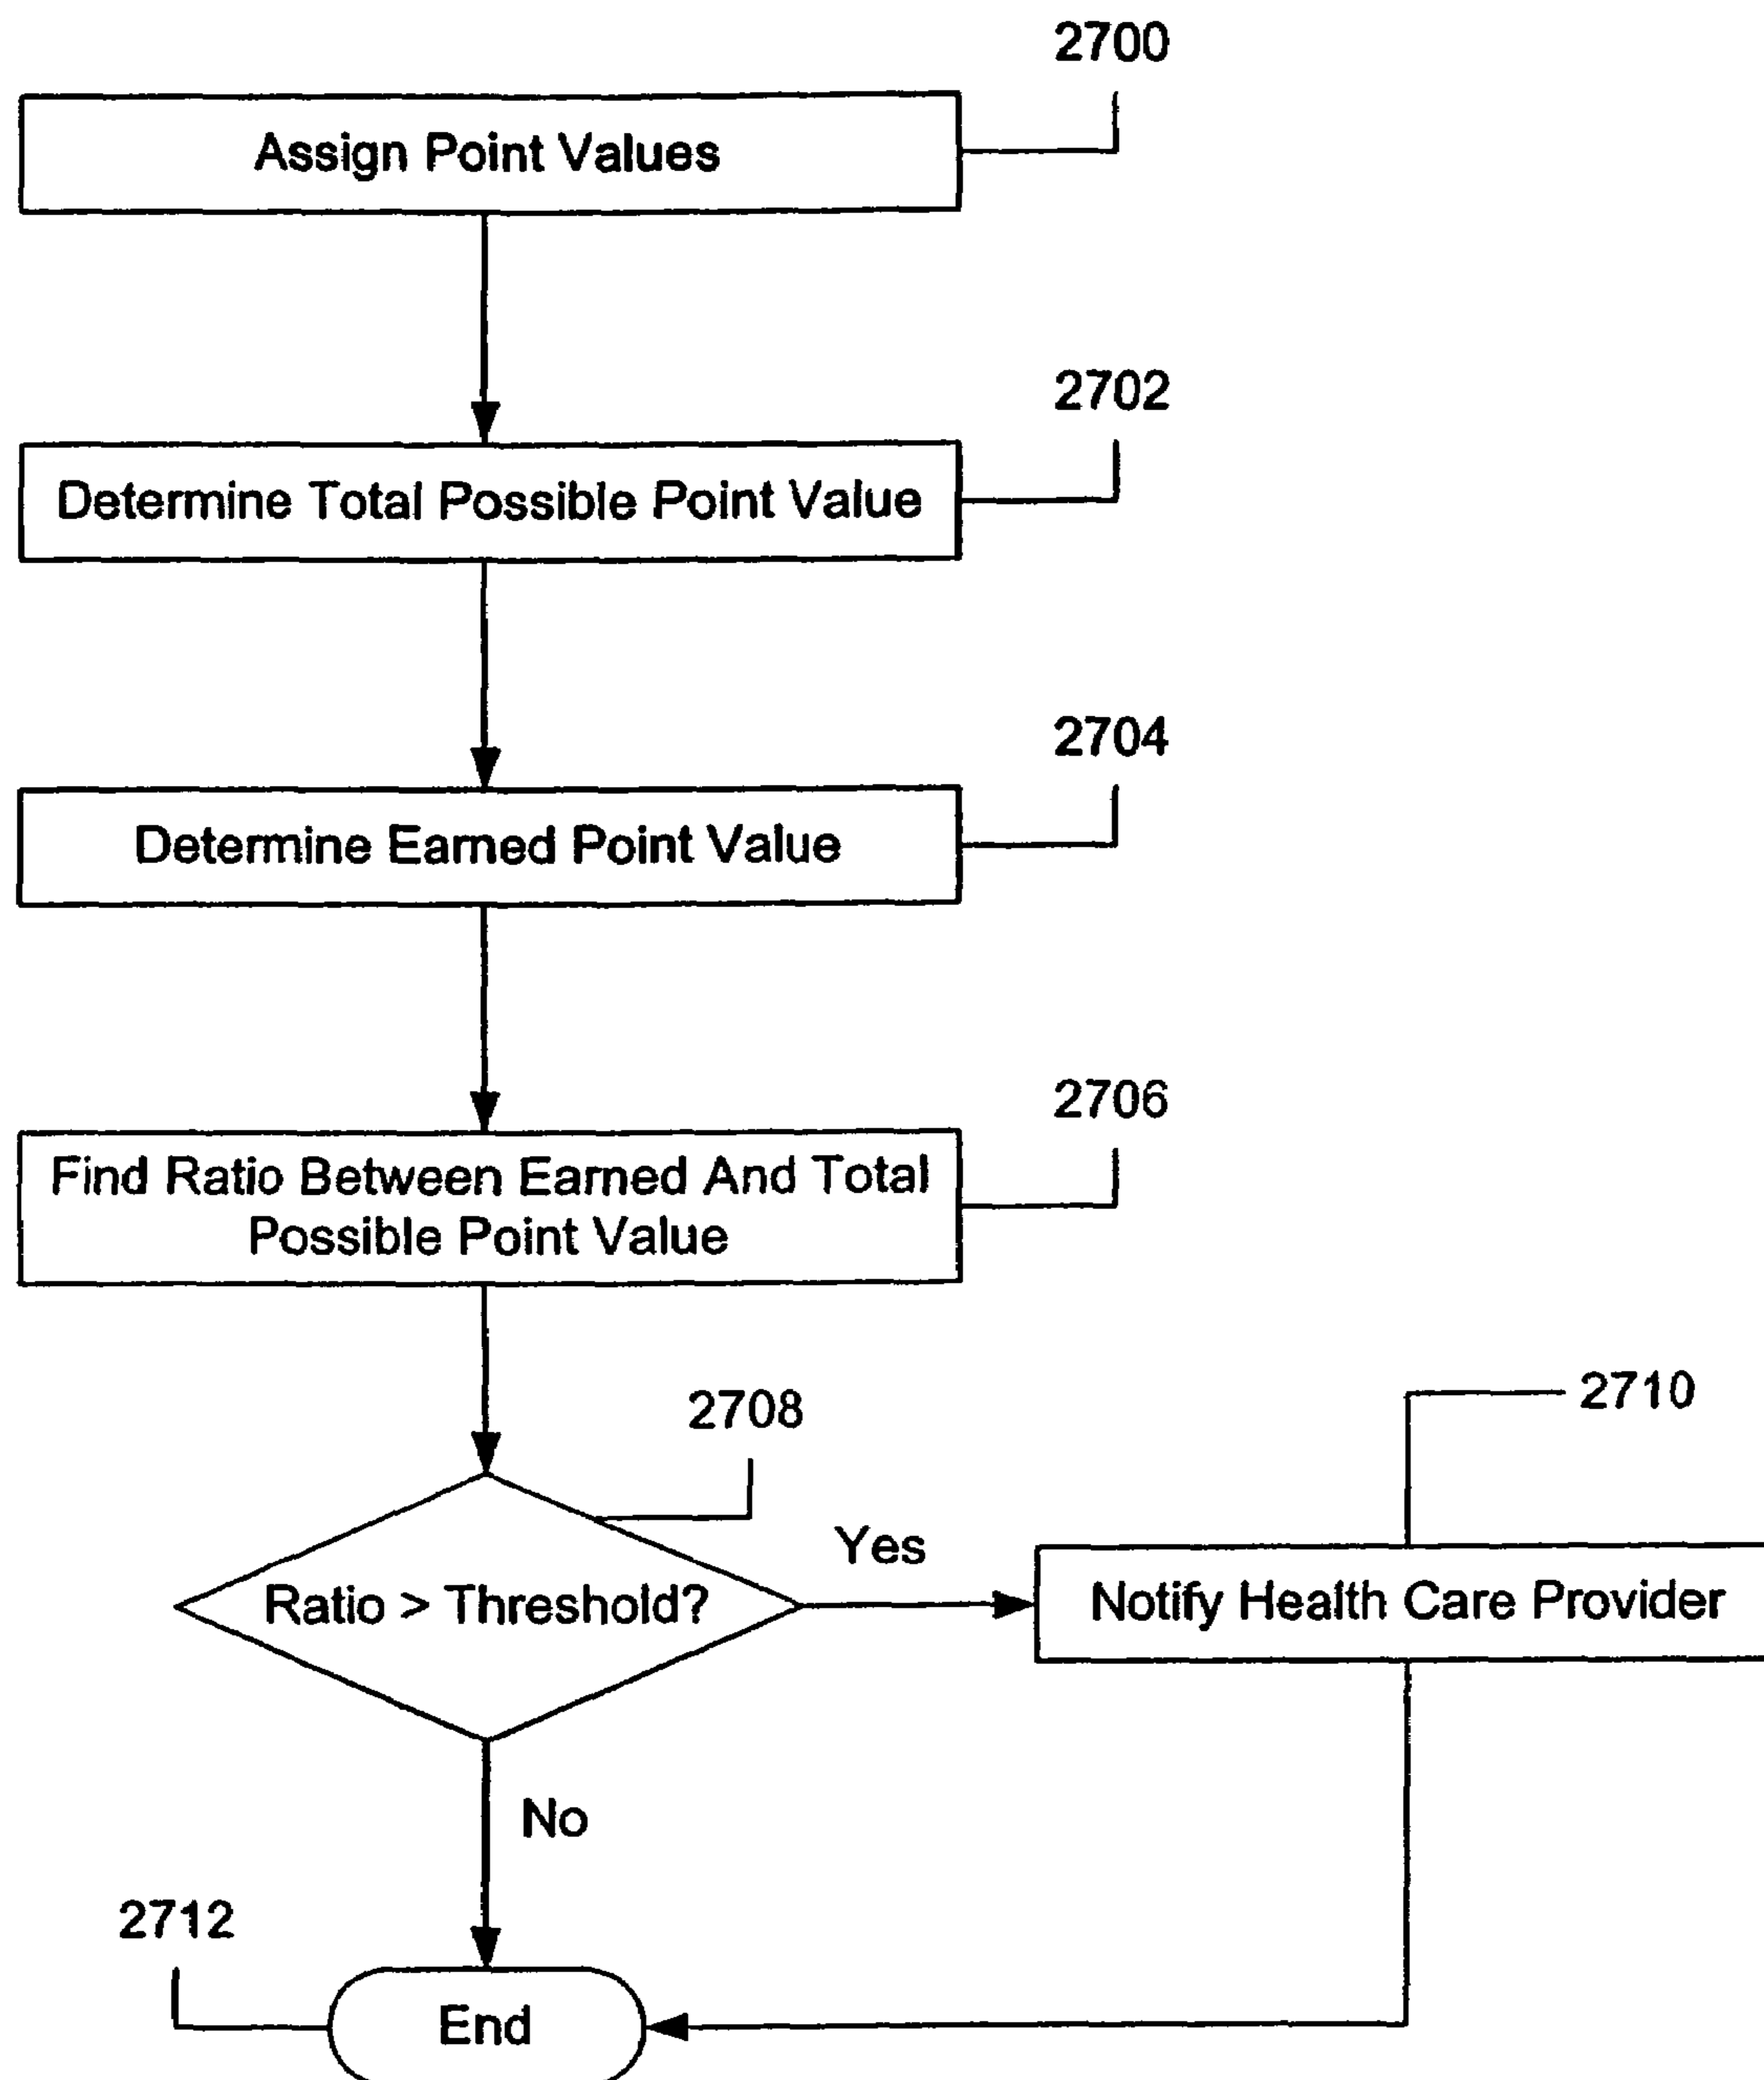 2700
Assign Point Values
2702
Determine Total Possible Point Value
2704
Determine Earned Point Value
2706
Find Ratio Between Earned And Total
Possible Point Value
2708
2710
Yes
Ratio > Threshold?
Notify Health Care Provider
No
2712
End